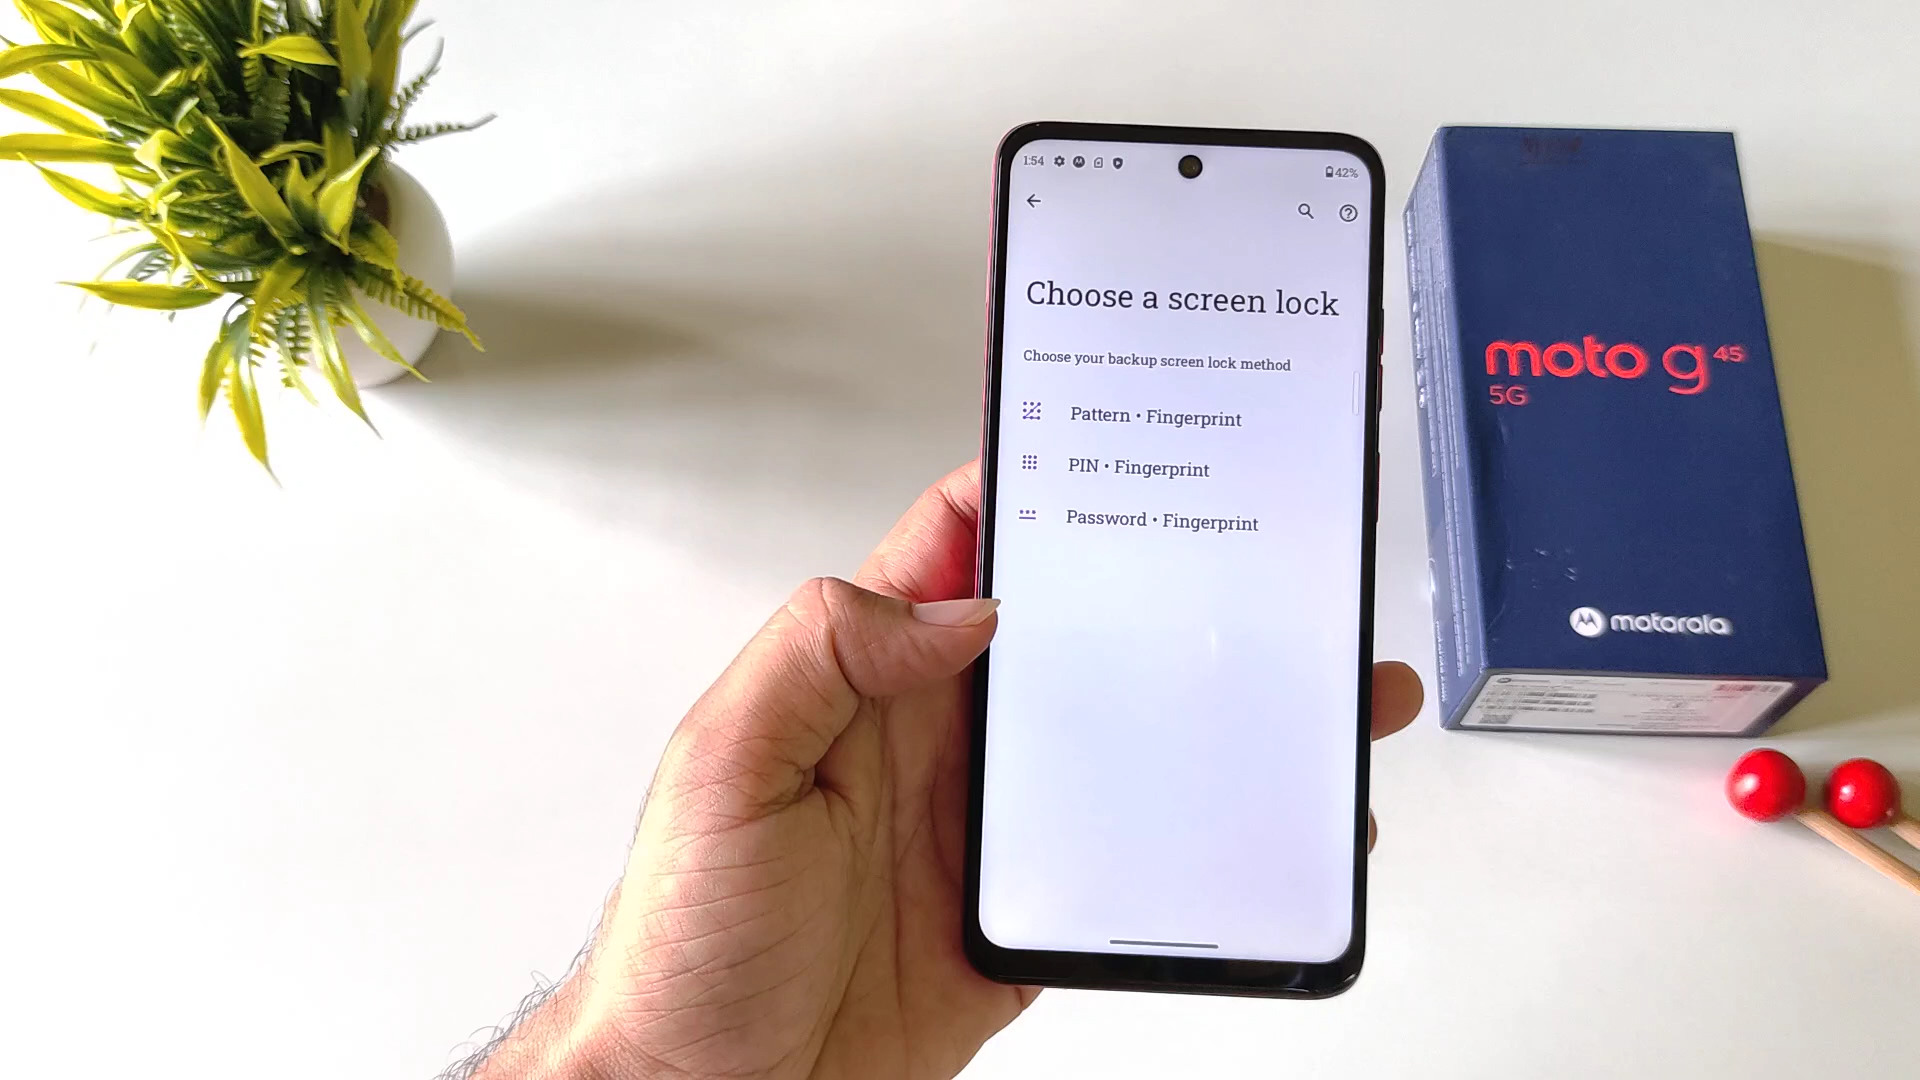 1:54
42%
Choose a screen lock
Choose your backup screen lock method
Pattern • Fingerprint
PIN • Fingerprint
Password • Fingerprint
moto g 45
5G
motorola